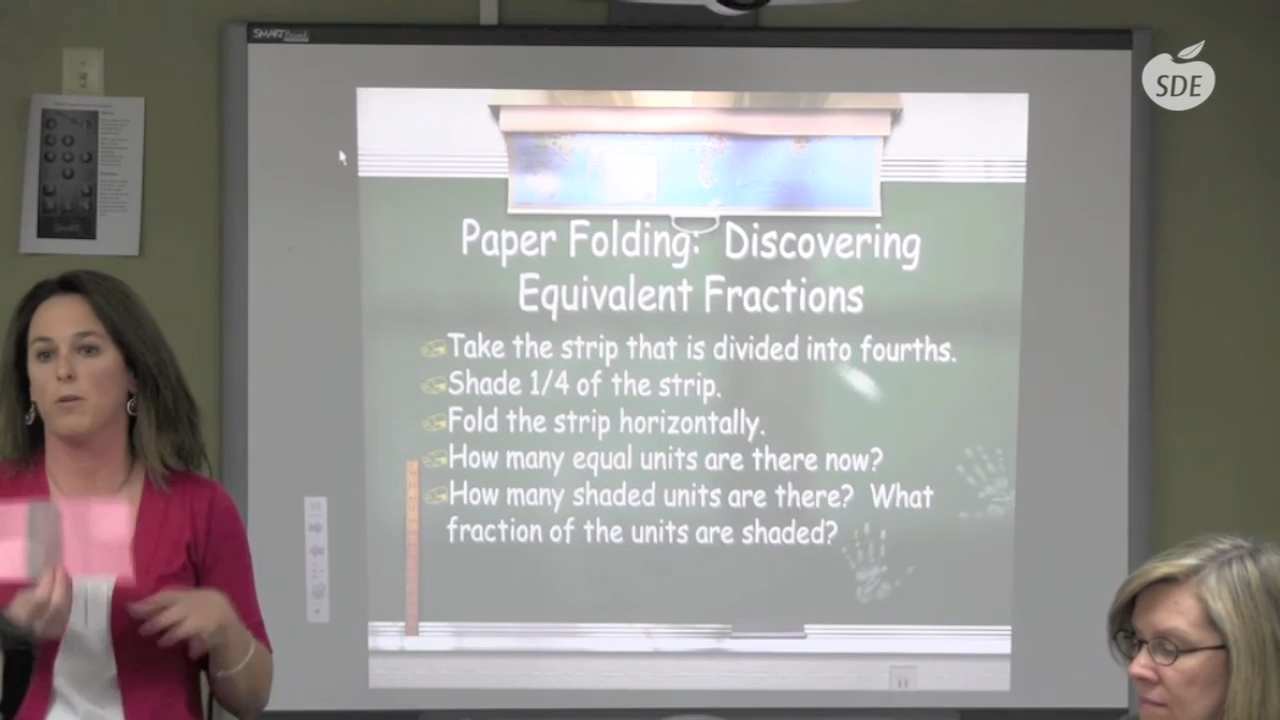 SMART Board
SDE
Paper Folding: Discovering
Equivalent Fractions
Take the strip that is divided into fourths.
Shade 1/4 of the strip.
Fold the strip horizontally.
How many equal units are there now?
How many shaded units are there? What
fraction of the units are shaded?